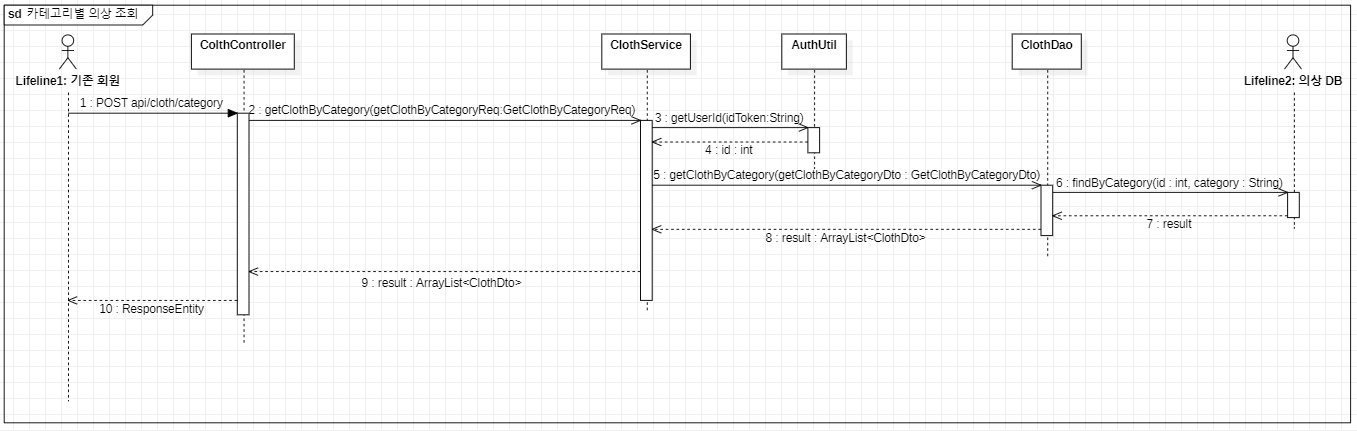 sd 카테고리별 의상 조회
ColthController
ClothService
AuthUtil
ClothDao
Lifeline1: 기존 회원
Lifeline2: 의상 DB
1 : POST api/cloth/category
2 : getClothByCategory(getClothByCategoryReq:GetClothByCategoryReq)
3 : getUserId(idToken:String)
4 : id : int
5 : getClothByCategory(getClothByCategoryDto : GetClothByCategoryDto)
6 : findByCategory(id : int, category : String)
7 : result
8 : result : ArrayList<ClothDto>
9 : result : ArrayList<ClothDto>
10 : ResponseEntity